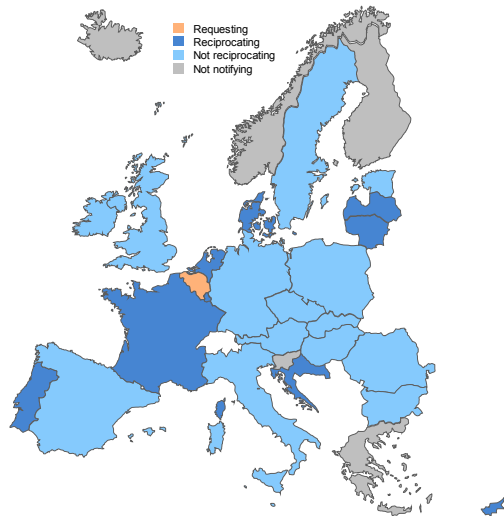 Requesting
Reciprocating
Not reciprocating
Not notifying